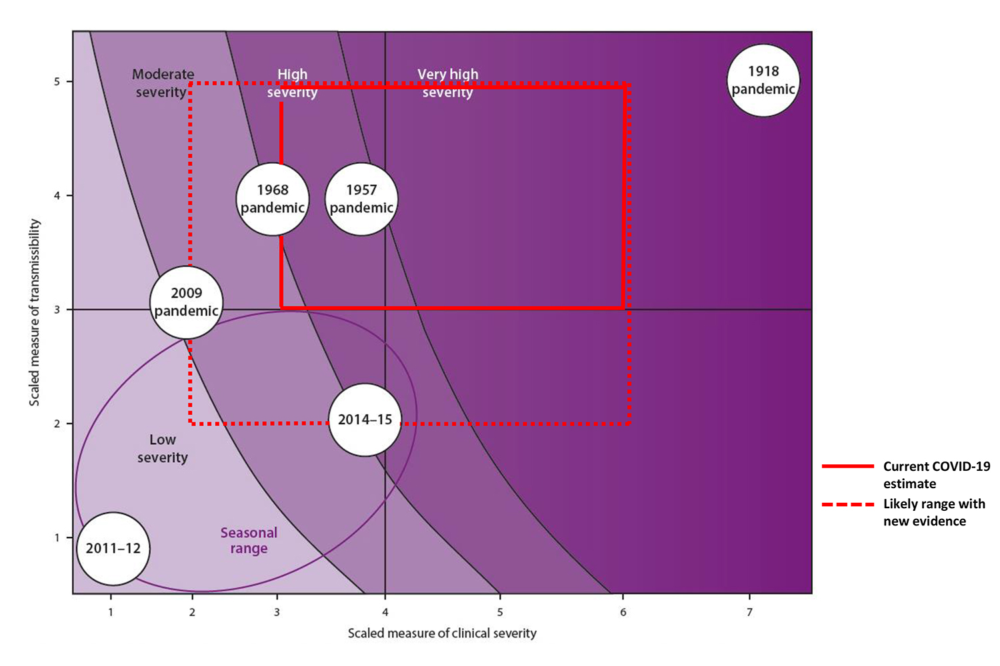 Moderate
severity
High
severity
Very high
severity
1918
pandemic
5
1968
pandemic
1957
pandemic
4
2009
pandemic
3
2014–15
2
Low
severity
Seasonal
range
1
2011–12
Scaled measure of transmissibility
1
2
3
4
5
6
7
Scaled measure of clinical severity
Current COVID-19
estimate
Likely range with
new evidence